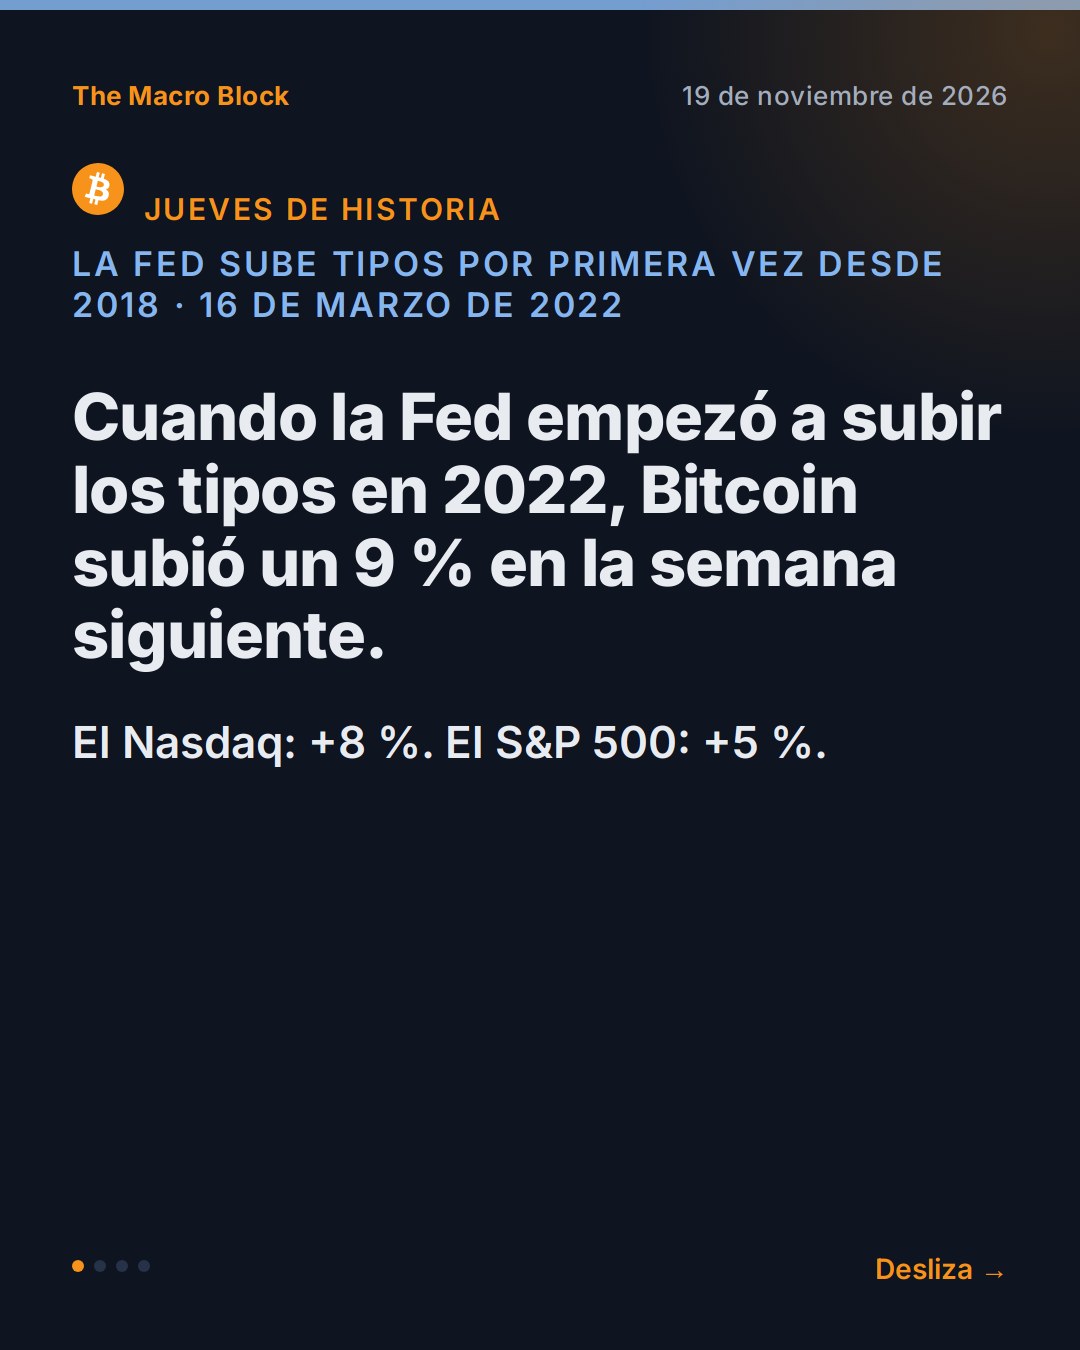 The Macro Block
19 de noviembre de 2026
JUEVES DE HISTORIA
LA FED SUBE TIPOS POR PRIMERA VEZ DESDE
2018 · 16 DE MARZO DE 2022
Cuando la Fed empezó a subir
los tipos en 2022, Bitcoin
subió un 9 % en la semana
siguiente.
El Nasdaq: +8 %. El S&P 500: +5 %.
Desliza →